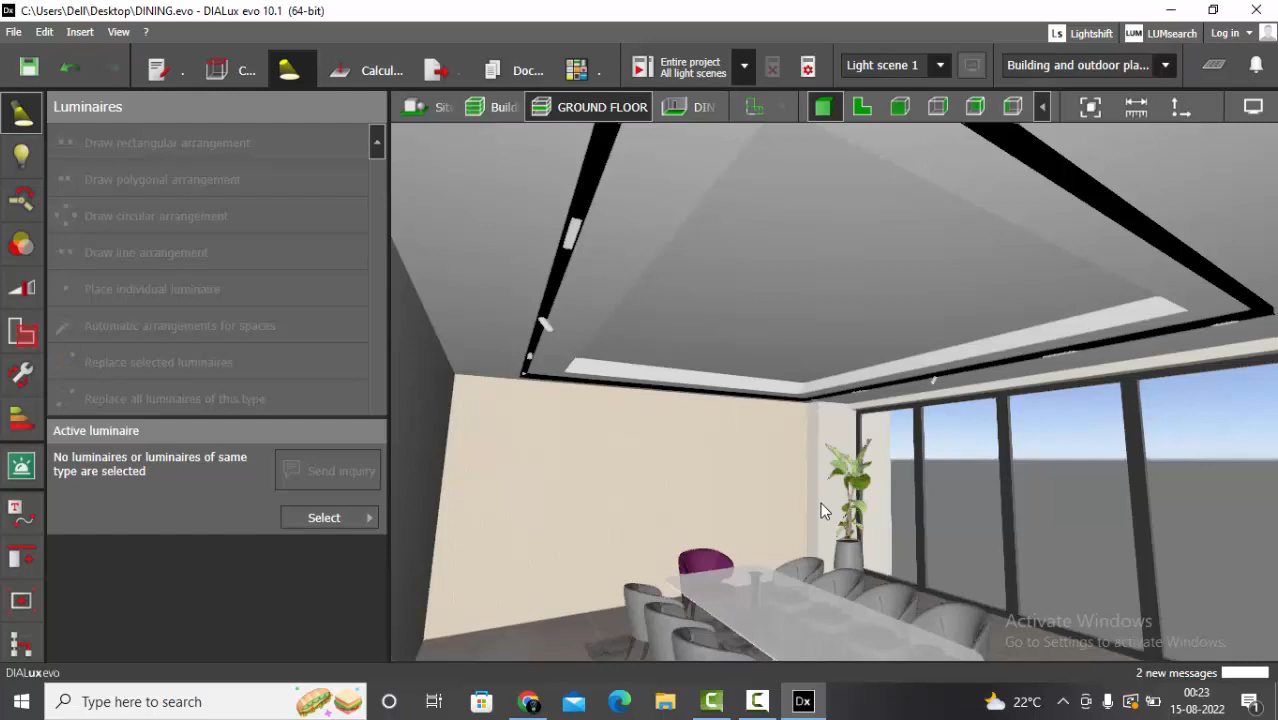 Dx C:\Users\Dell\Desktop\DINING.evo - DIALux evo 10.1 (64-bit)
File Edit Insert View ?
Ls Lightshift LUM LUMsearch Log in
C... Calcul... Doc... Entire project
All light scenes
Light scene 1
Building and outdoor pla...
Luminaires
Sit
Build
GROUND FLOOR
DIN
Draw rectangular arrangement
Draw polygonal arrangement
Draw circular arrangement
Draw line arrangement
Place individual luminaire
Automatic arrangements for spaces
Replace selected luminaires
Replace all luminaires of this type
Active luminaire
No luminaires or luminaires of same
type are selected
Send inquiry
Select
Activate Windows
Go to Settings to activate Windows.
DIALux evo
2 new messages
Type here to search
Dx
22°C
00:23
15-08-2022
1